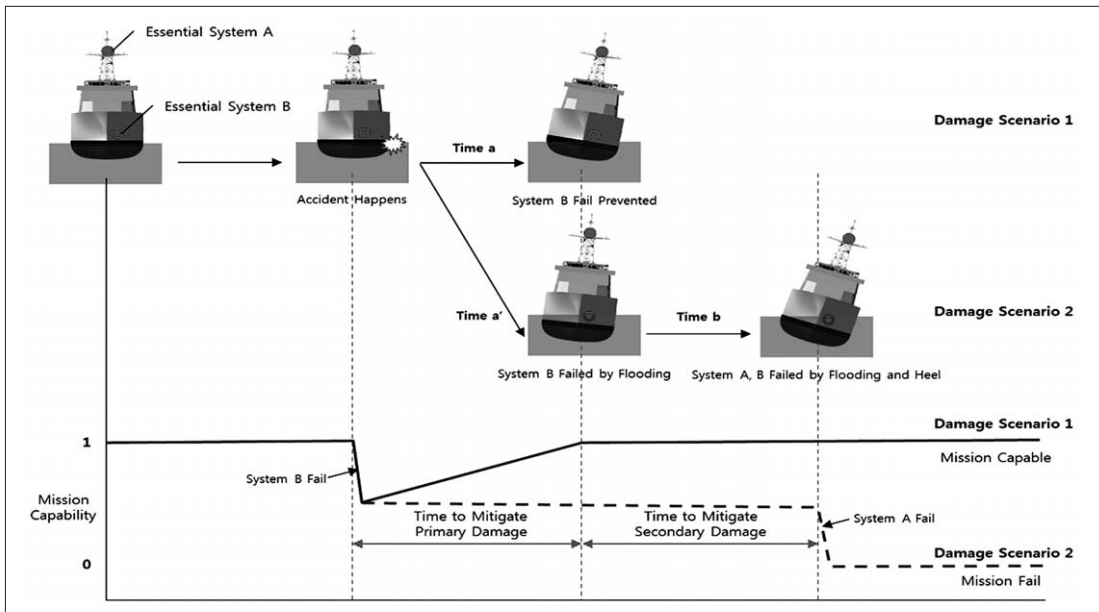 Essential System A
Essential System B
Damage Scenario 1
Time a
Accident Happens
System B Fail Prevented
Time a’
Time b
Damage Scenario 2
System B Failed by Flooding
System A, B Failed by Flooding and Heel
Damage Scenario 1
1
Mission Capable
System B Fail
Mission
Capability
Time to Mitigate
Primary Damage
Time to Mitigate
Secondary Damage
System A Fail
Damage Scenario 2
0
Mission Fail